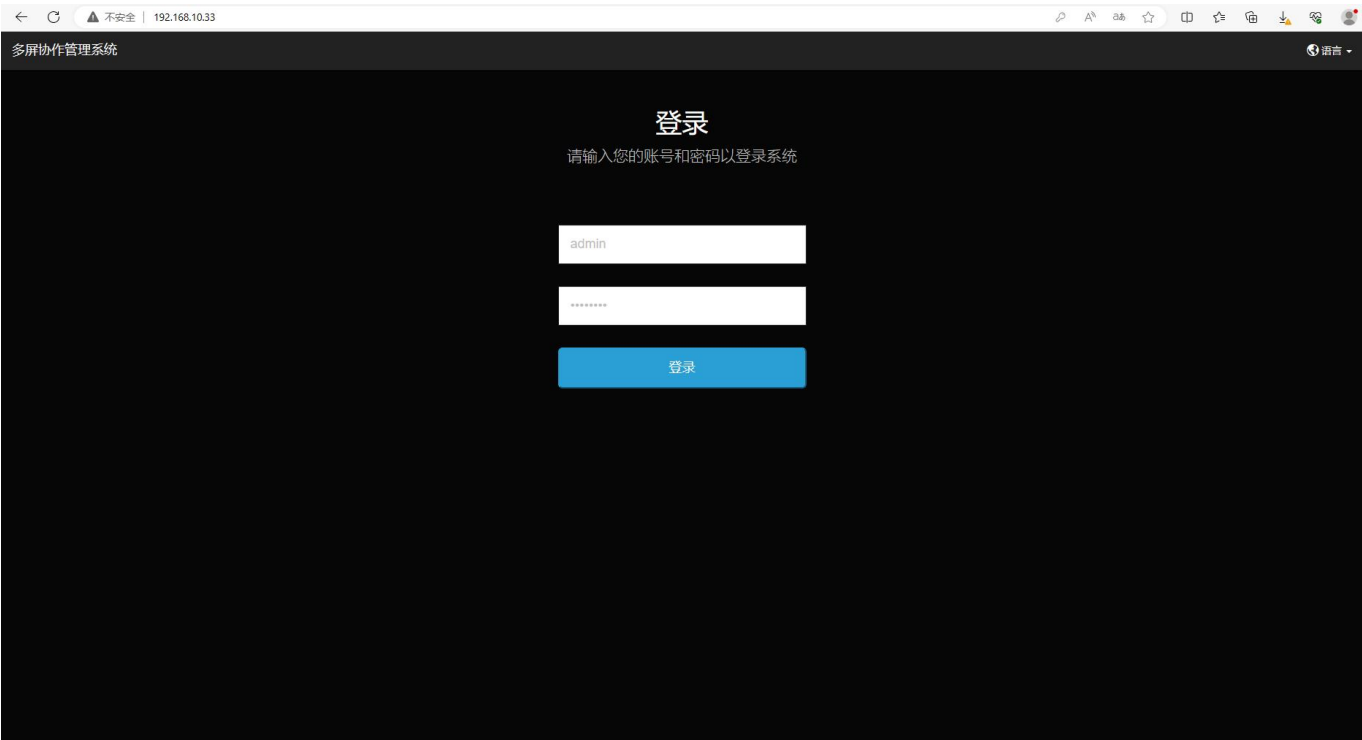 不安全 | 192.168.10.33
多屏协作管理系统
语言
登录
请输入您的账号和密码以登录系统
admin
••••••••
登录